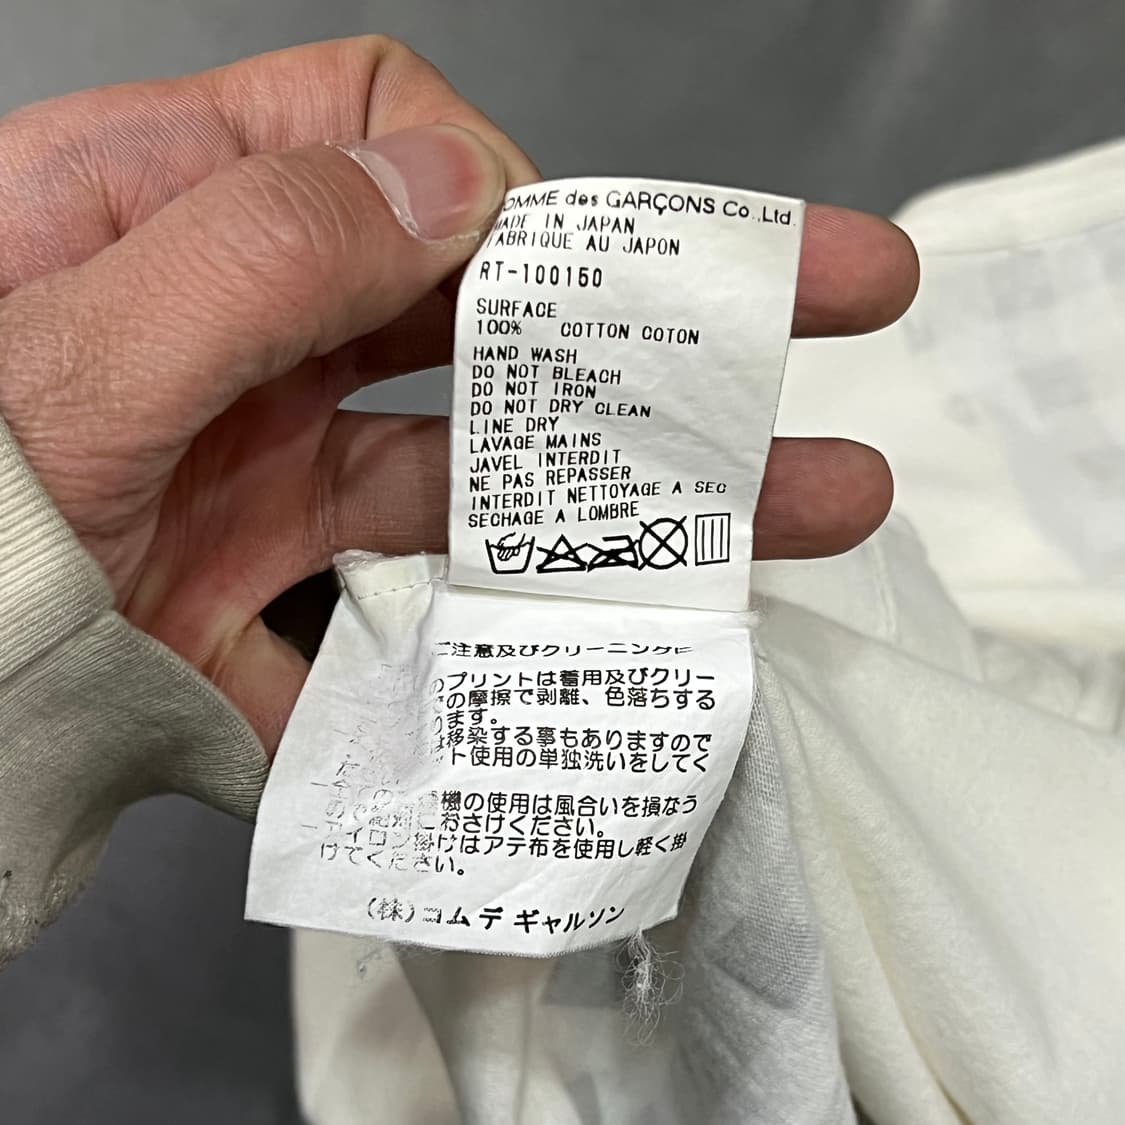 OMME des GARÇONS Co.,Ltd.
MADE IN JAPAN
FABRIQUE AU JAPON
RT-100150
SURFACE
100% COTTON COTON
HAND WASH
DO NOT BLEACH
DO NOT IRON
DO NOT DRY CLEAN
LINE DRY
LAVAGE MAINS
JAVEL INTERDIT
NE PAS REPASSER
INTERDIT NETTOYAGE A SEC
SECHAGE A LOMBRE
ご注意及びクリーニングに
のプリントは着用及びクリー
での摩擦で剥離、色落ちする
ります。
は移染する事もありますので
ット使用の単独洗いをしてく
機の使用は風合いを損なう
おさけください。
アイロン掛けはアテ布を使用し軽く掛
けてください。
(株)コム デ ギャルソン